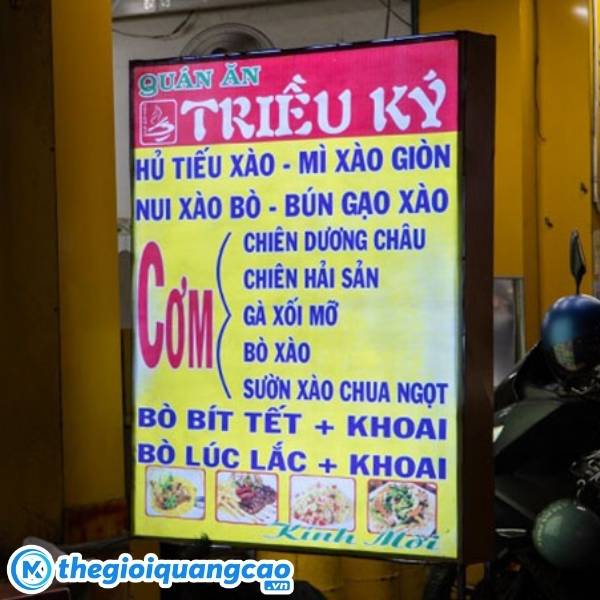 QUÁN ĂN
TRIỀU KÝ
HỦ TIẾU XÀO - MÌ XÀO GIÒN
NUI XÀO BÒ - BÚN GẠO XÀO
CƠM
CHIÊN DƯƠNG CHÂU
CHIÊN HẢI SẢN
GÀ XỐI MỠ
BÒ XÀO
SƯỜN XÀO CHUA NGỌT
BÒ BÍT TẾT + KHOAI
BÒ LÚC LẮC + KHOAI
Kính Mời
thegioiquangcao.vn